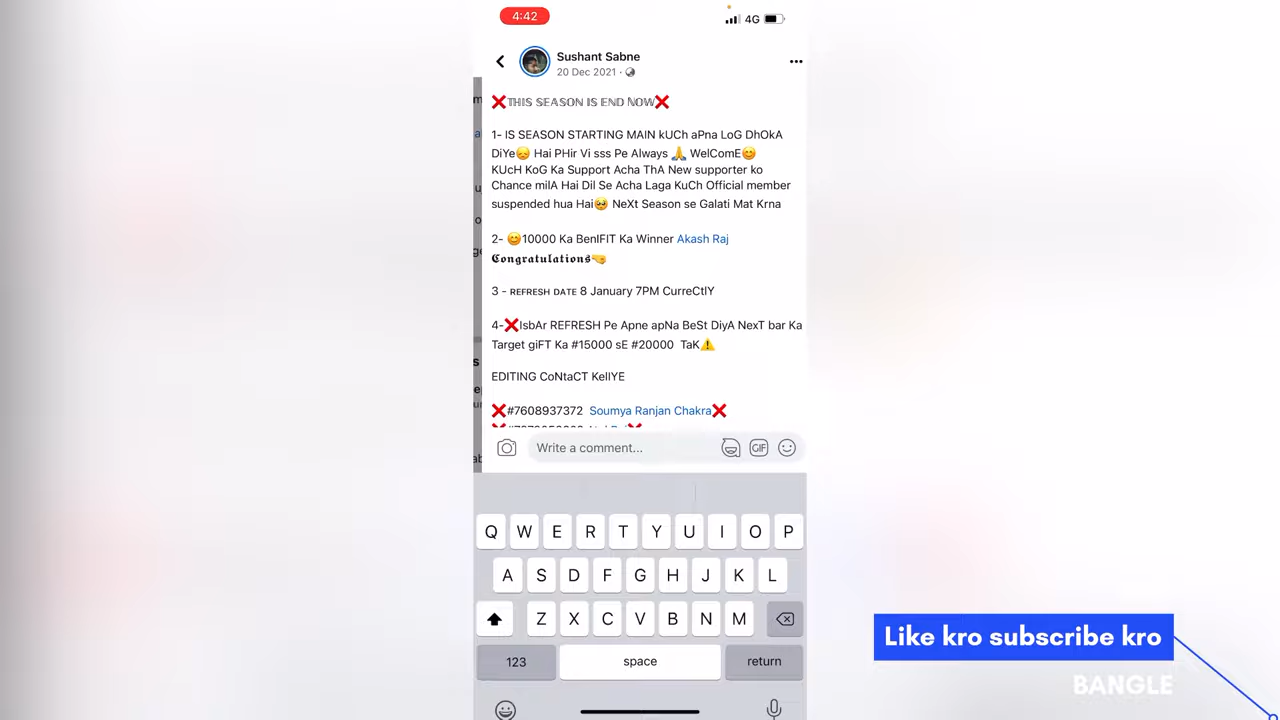 4:42
4G
Sushant Sabne
20 Dec 2021 ·
❌𝕋ℍ𝕀𝕊 𝕊𝔼𝔸𝕊𝕆ℕ 𝕀𝕊 𝔼ℕ𝔻 ℕ𝕆𝕎❌
1- IS SEASON STARTING MAIN kUCh aPna LoG DhOkA
DiYe😞 Hai PHir Vi sss Pe Always 🙏 WelComE😊
KUcH KoG Ka Support Acha ThA New supporter ko
Chance milA Hai Dil Se Acha Laga KuCh Official member
suspended hua Hai🥺 NeXt Season se Galati Mat Krna
2- 😊10000 Ka BenIFIT Ka Winner Akash Raj
𝕮𝖔𝖓𝖌𝖗𝖆𝖙𝖚𝖑𝖆𝖙𝖎𝖔𝖓𝖘🤜
3 - ʀᴇғʀᴇsʜ ᴅᴀᴛᴇ 8 January 7PM CurreCtlY
4-❌IsbAr REFRESH Pe Apne apNa BeSt DiyA NexT bar Ka
Target giFT Ka #15000 sE #20000 TaK⚠️
EDITING CoNtaCT KelIYE
❌#7608937372 Soumya Ranjan Chakra❌
Write a comment...
GIF
Q W E R T Y U I O P
A S D F G H J K L
Z X C V B N M
123 space return
Like kro subscribe kro
BANGLE